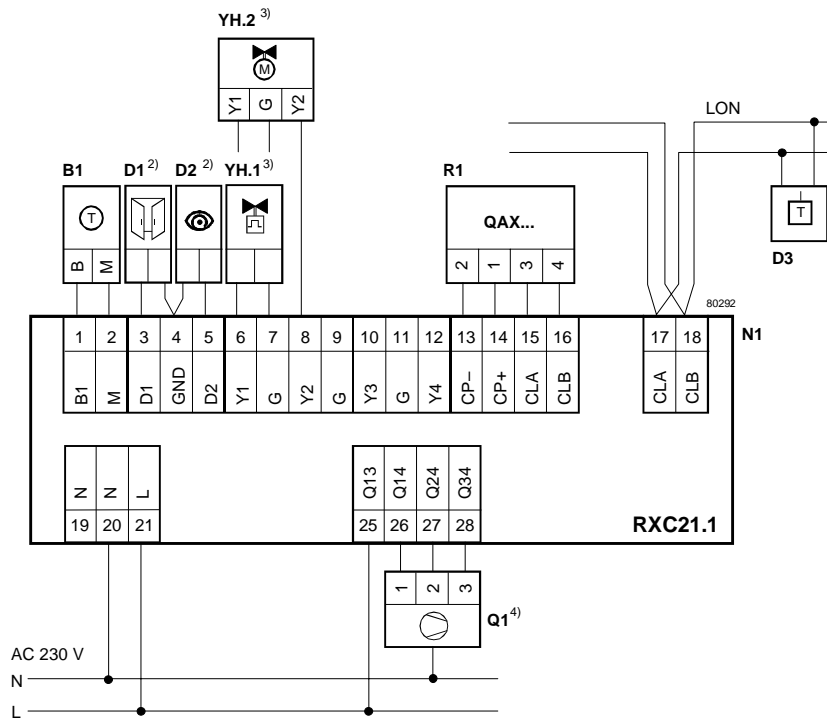 YH.2 3)
M
Y1 G Y2
LON
B1 D1 2) D2 2) YH.1 3) R1
T
QAX...
T
B M
2 1 3 4
D3
80292
1 2 3 4 5 6 7 8 9 10 11 12 13 14 15 16 17 18 N1
B1 M D1 GND D2 Y1 G Y2 G Y3 G Y4 CP– CP+ CLA CLB CLA CLB
N N L Q13 Q14 Q24 Q34
19 20 21 25 26 27 28 RXC21.1
1 2 3
Q1 4)
AC 230 V
N
L